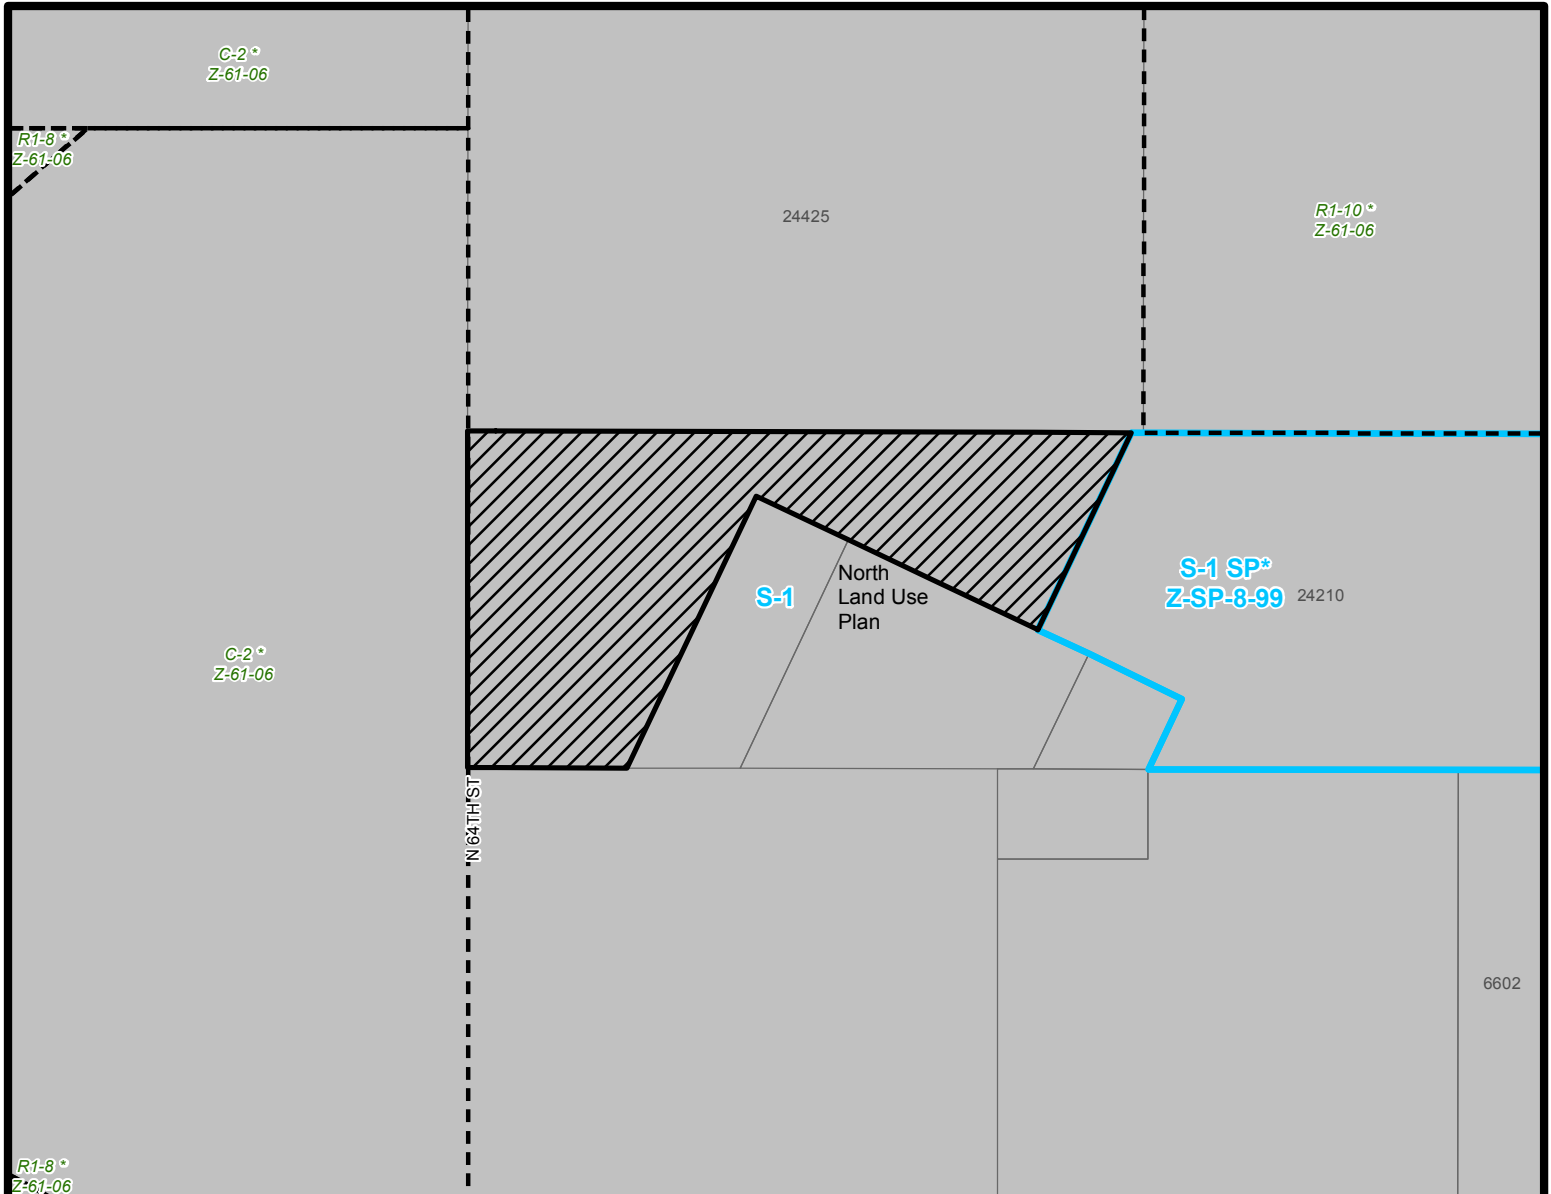 C-2 *
Z-61-06
R1-8 *
Z-61-06
24425
R1-10 *
Z-61-06
S-1
North
Land Use
Plan
S-1 SP*
Z-SP-8-99
24210
C-2 *
Z-61-06
N 64TH ST
6602
R1-8 *
Z-61-06